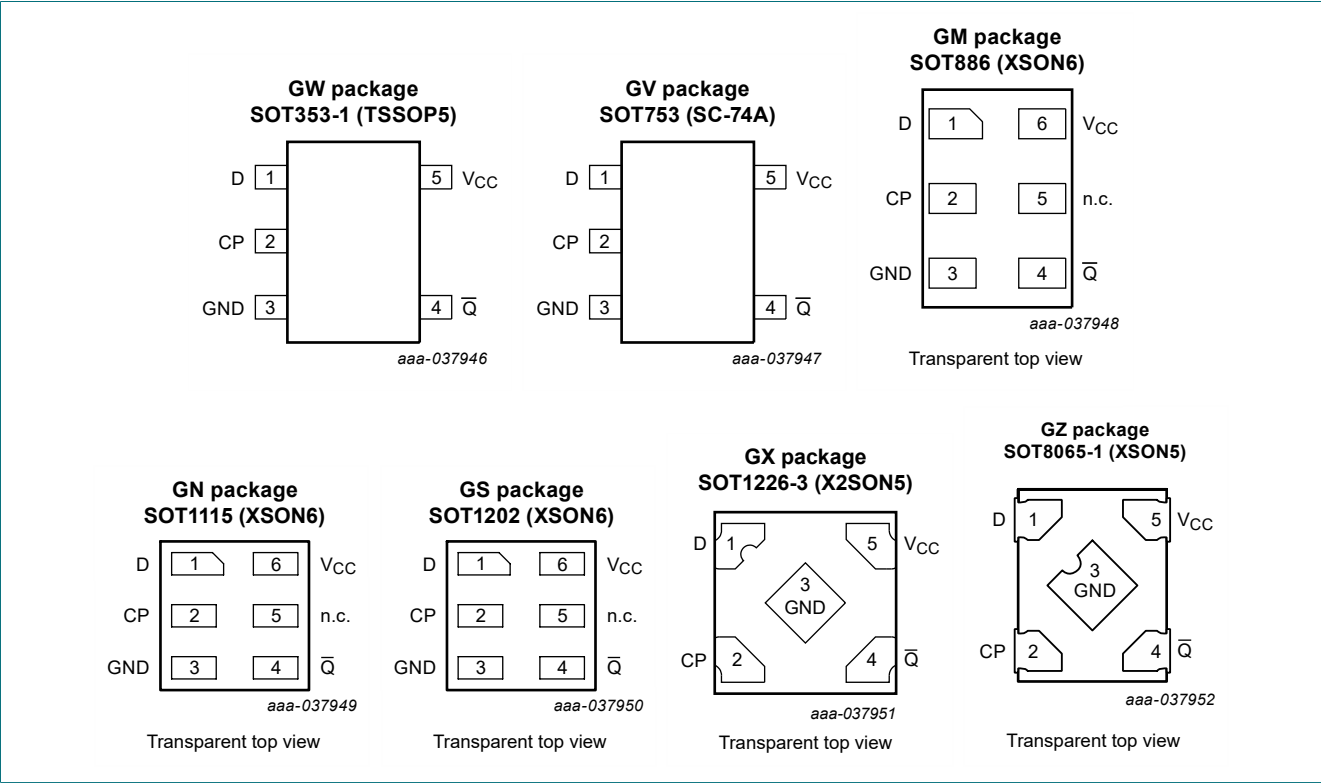 GW package
SOT353-1 (TSSOP5)
D 1
5 VCC
CP 2
GND 3
4 Q̅
aaa-037946
GV package
SOT753 (SC-74A)
D 1
5 VCC
CP 2
GND 3
4 Q̅
aaa-037947
GM package
SOT886 (XSON6)
D 1 6 VCC
CP 2 5 n.c.
GND 3 4 Q̅
aaa-037948
Transparent top view
GN package
SOT1115 (XSON6)
D 1 6 VCC
CP 2 5 n.c.
GND 3 4 Q̅
aaa-037949
Transparent top view
GS package
SOT1202 (XSON6)
D 1 6 VCC
CP 2 5 n.c.
GND 3 4 Q̅
aaa-037950
Transparent top view
GX package
SOT1226-3 (X2SON5)
D 1 5 VCC
3
GND
CP 2 4 Q̅
aaa-037951
Transparent top view
GZ package
SOT8065-1 (XSON5)
D 1 5 VCC
3
GND
CP 2 4 Q̅
aaa-037952
Transparent top view